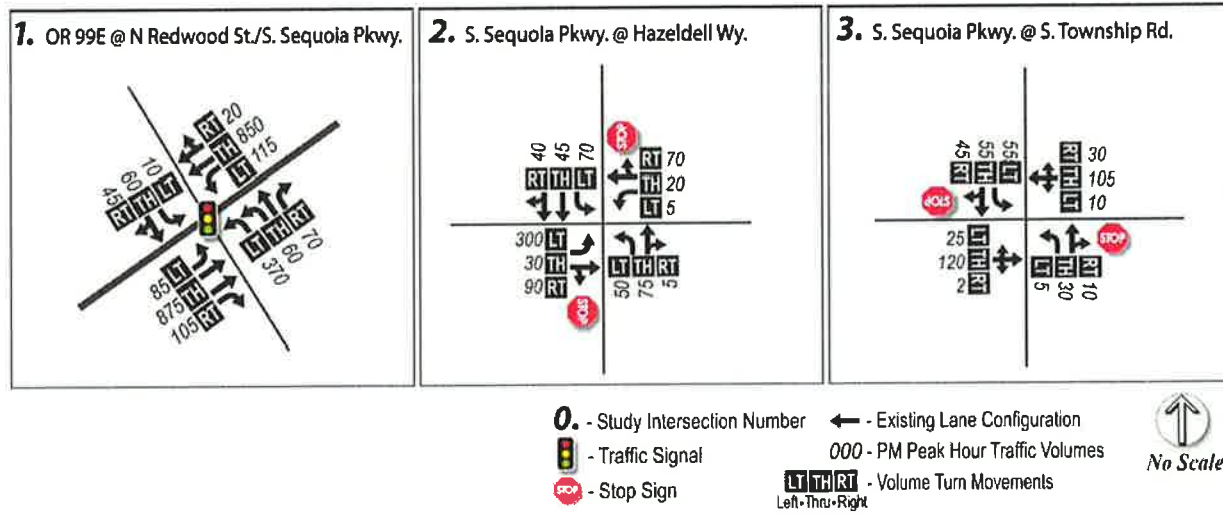 1. OR 99E @ N Redwood St./S. Sequoia Pkwy.
RT 20
TH 850
LT 115
10 60 45
RT TH LT
85 LT
875 TH
105 RT
LT TH RT
370 60 70
2. S. Sequoia Pkwy. @ Hazeldell Wy.
STOP
40 45 70
RT TH LT
RT 70
TH 20
LT 5
300 LT
30 TH
90 RT
LT TH RT
50 75 5
STOP
3. S. Sequoia Pkwy. @ S. Township Rd.
45 55 55
RT TH LT
STOP
RT 30
TH 105
LT 10
25 LT
120 TH
2 RT
STOP
LT TH RT
5 30 10
0. - Study Intersection Number
- Traffic Signal
STOP - Stop Sign
- Existing Lane Configuration
000 - PM Peak Hour Traffic Volumes
LT TH RT - Volume Turn Movements
Left•Thru•Right
No Scale